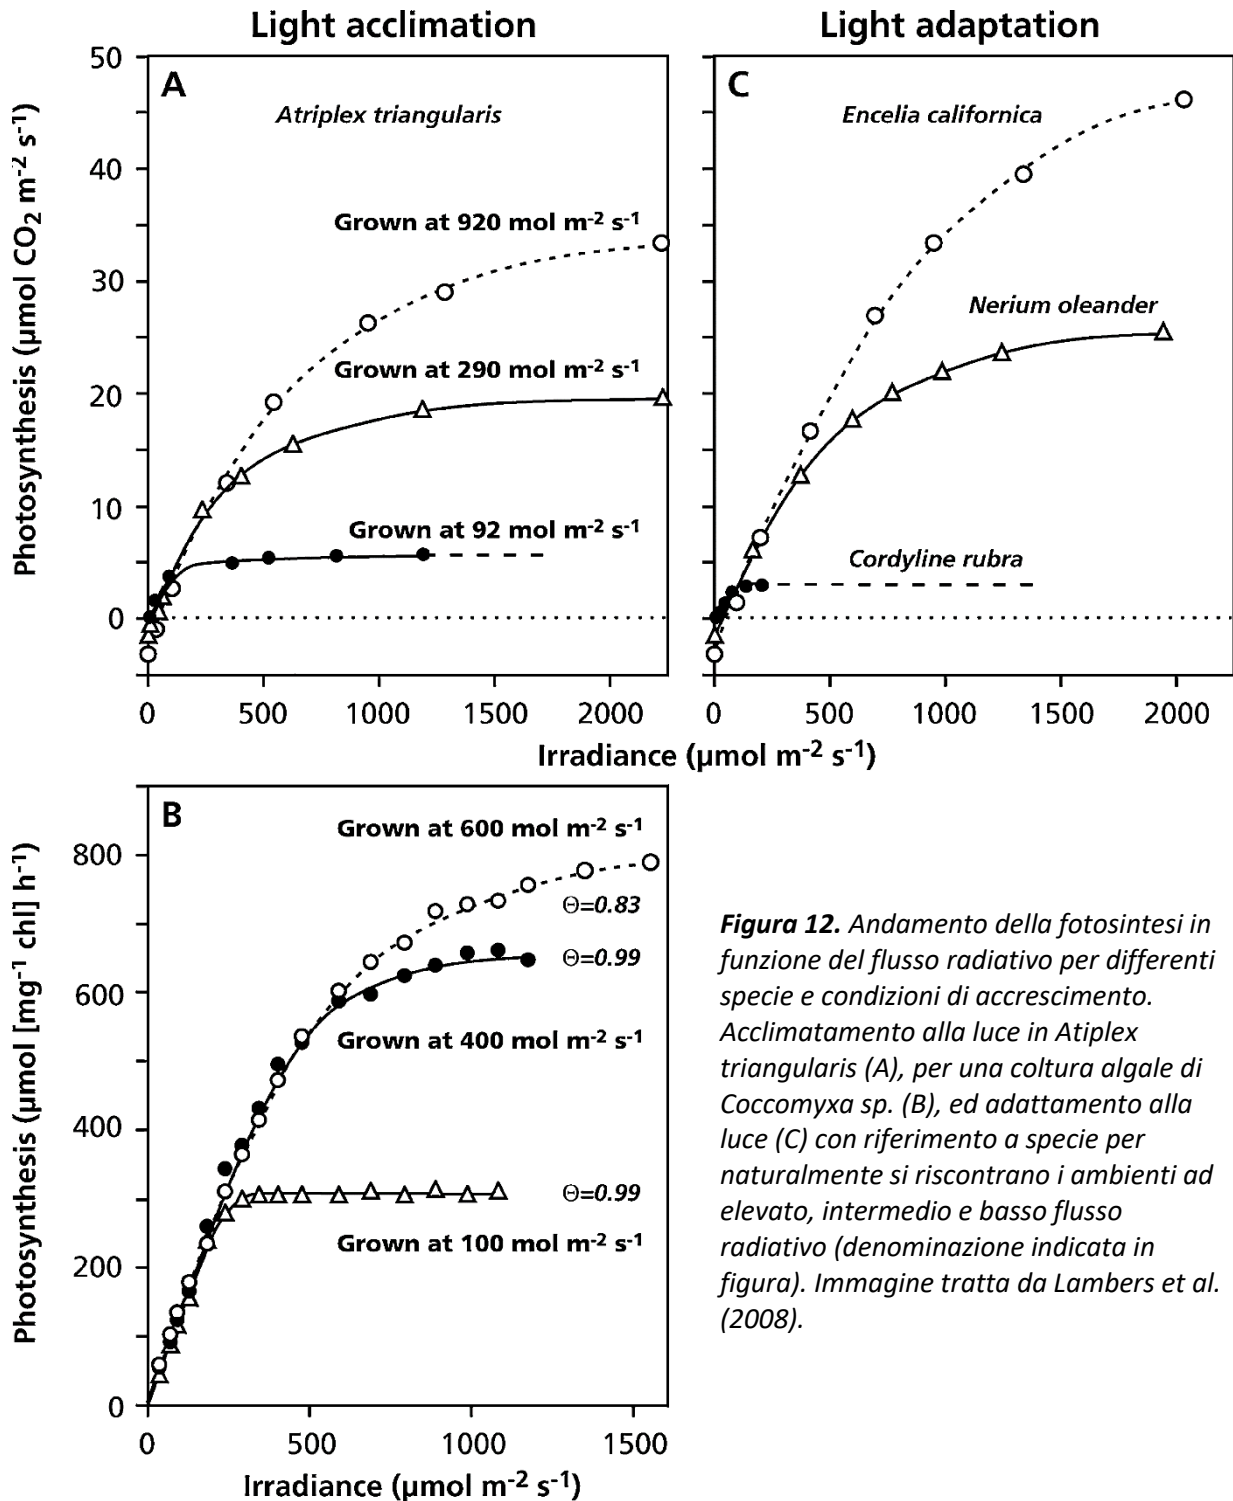 Light acclimation
Light adaptation
A
Atriplex triangularis
Grown at 920 mol m-2 s-1
Grown at 290 mol m-2 s-1
Grown at 92 mol m-2 s-1
Photosynthesis (µmol CO2 m-2 s-1)
50
40
30
20
10
0
0 500 1000 1500 2000
C
Encelia californica
Nerium oleander
Cordyline rubra
0 500 1000 1500 2000
Irradiance (µmol m-2 s-1)
B
Grown at 600 mol m-2 s-1
Θ=0.83
Θ=0.99
Grown at 400 mol m-2 s-1
Θ=0.99
Grown at 100 mol m-2 s-1
Photosynthesis (µmol [mg-1 chl] h-1)
800
600
400
200
0
0 500 1000 1500
Irradiance (µmol m-2 s-1)
Figura 12. Andamento della fotosintesi in
funzione del flusso radiativo per differenti
specie e condizioni di accrescimento.
Acclimatamento alla luce in Atiplex
triangularis (A), per una coltura algale di
Coccomyxa sp. (B), ed adattamento alla
luce (C) con riferimento a specie per
naturalmente si riscontrano i ambienti ad
elevato, intermedio e basso flusso
radiativo (denominazione indicata in
figura). Immagine tratta da Lambers et al.
(2008).